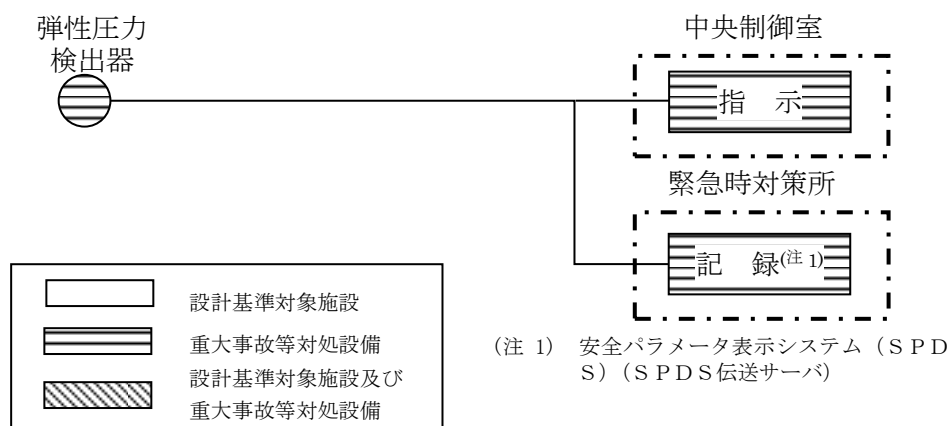 弾性圧力
検出器
中央制御室
指 示
緊急時対策所
記 録(注 1)
設計基準対象施設
重大事故等対処設備
設計基準対象施設及び
重大事故等対処設備
(注 1) 安全パラメータ表示システム（ＳＰＤ
Ｓ）（ＳＰＤＳ伝送サーバ）